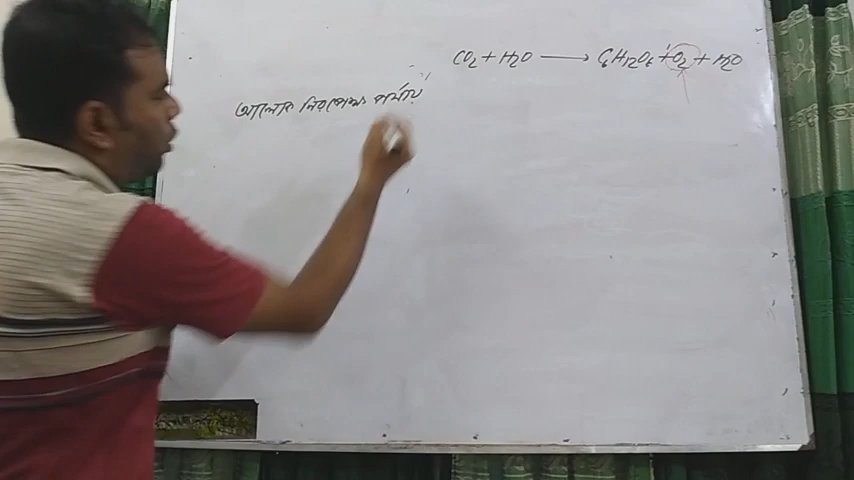 CO₂ + H₂O ⟶ C₆H₁₂O₆ + O₂ + H₂O
আলোক নিরপেক্ষ পর্যায়